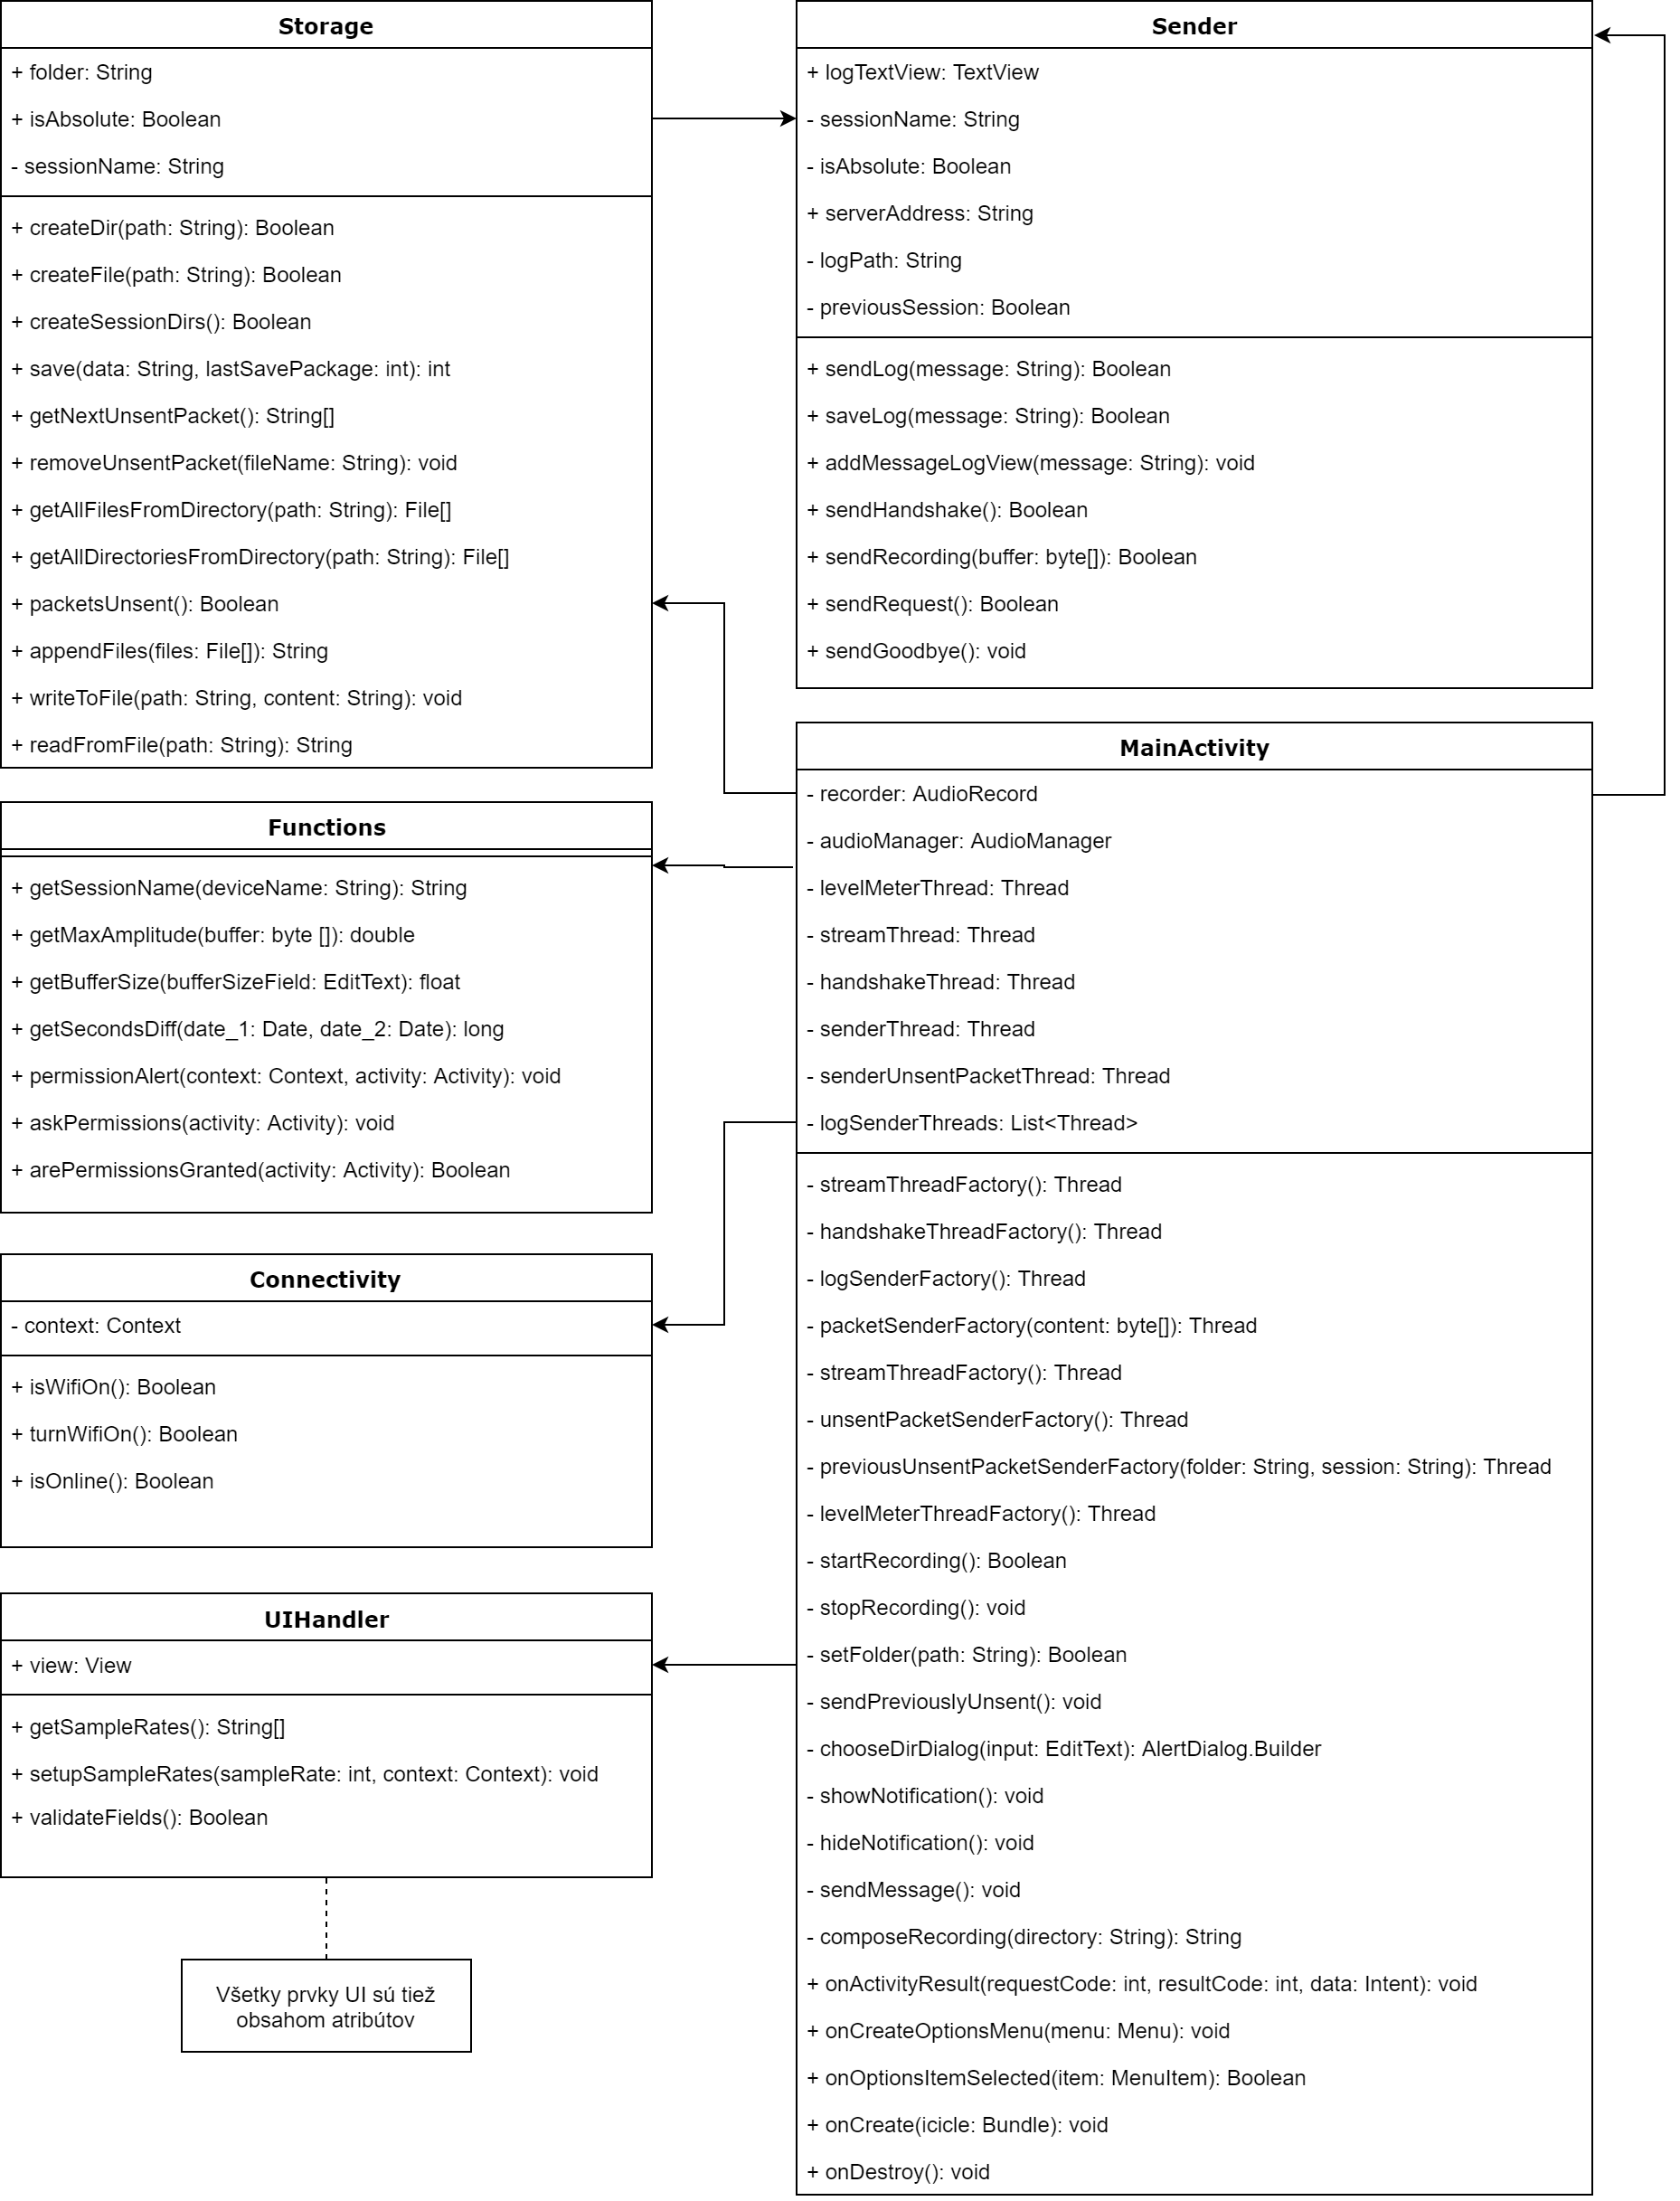 Storage
+ folder: String
+ isAbsolute: Boolean
- sessionName: String
+ createDir(path: String): Boolean
+ createFile(path: String): Boolean
+ createSessionDirs(): Boolean
+ save(data: String, lastSavePackage: int): int
+ getNextUnsentPacket(): String[]
+ removeUnsentPacket(fileName: String): void
+ getAllFilesFromDirectory(path: String): File[]
+ getAllDirectoriesFromDirectory(path: String): File[]
+ packetsUnsent(): Boolean
+ appendFiles(files: File[]): String
+ writeToFile(path: String, content: String): void
+ readFromFile(path: String): String
Sender
+ logTextView: TextView
- sessionName: String
- isAbsolute: Boolean
+ serverAddress: String
- logPath: String
- previousSession: Boolean
+ sendLog(message: String): Boolean
+ saveLog(message: String): Boolean
+ addMessageLogView(message: String): void
+ sendHandshake(): Boolean
+ sendRecording(buffer: byte[]): Boolean
+ sendRequest(): Boolean
+ sendGoodbye(): void
Functions
+ getSessionName(deviceName: String): String
+ getMaxAmplitude(buffer: byte []): double
+ getBufferSize(bufferSizeField: EditText): float
+ getSecondsDiff(date_1: Date, date_2: Date): long
+ permissionAlert(context: Context, activity: Activity): void
+ askPermissions(activity: Activity): void
+ arePermissionsGranted(activity: Activity): Boolean
Connectivity
- context: Context
+ isWifiOn(): Boolean
+ turnWifiOn(): Boolean
+ isOnline(): Boolean
UIHandler
+ view: View
+ getSampleRates(): String[]
+ setupSampleRates(sampleRate: int, context: Context): void
+ validateFields(): Boolean
Všetky prvky UI sú tiež
obsahom atribútov
MainActivity
- recorder: AudioRecord
- audioManager: AudioManager
- levelMeterThread: Thread
- streamThread: Thread
- handshakeThread: Thread
- senderThread: Thread
- senderUnsentPacketThread: Thread
- logSenderThreads: List<Thread>
- streamThreadFactory(): Thread
- handshakeThreadFactory(): Thread
- logSenderFactory(): Thread
- packetSenderFactory(content: byte[]): Thread
- streamThreadFactory(): Thread
- unsentPacketSenderFactory(): Thread
- previousUnsentPacketSenderFactory(folder: String, session: String): Thread
- levelMeterThreadFactory(): Thread
- startRecording(): Boolean
- stopRecording(): void
- setFolder(path: String): Boolean
- sendPreviouslyUnsent(): void
- chooseDirDialog(input: EditText): AlertDialog.Builder
- showNotification(): void
- hideNotification(): void
- sendMessage(): void
- composeRecording(directory: String): String
+ onActivityResult(requestCode: int, resultCode: int, data: Intent): void
+ onCreateOptionsMenu(menu: Menu): void
+ onOptionsItemSelected(item: MenuItem): Boolean
+ onCreate(icicle: Bundle): void
+ onDestroy(): void